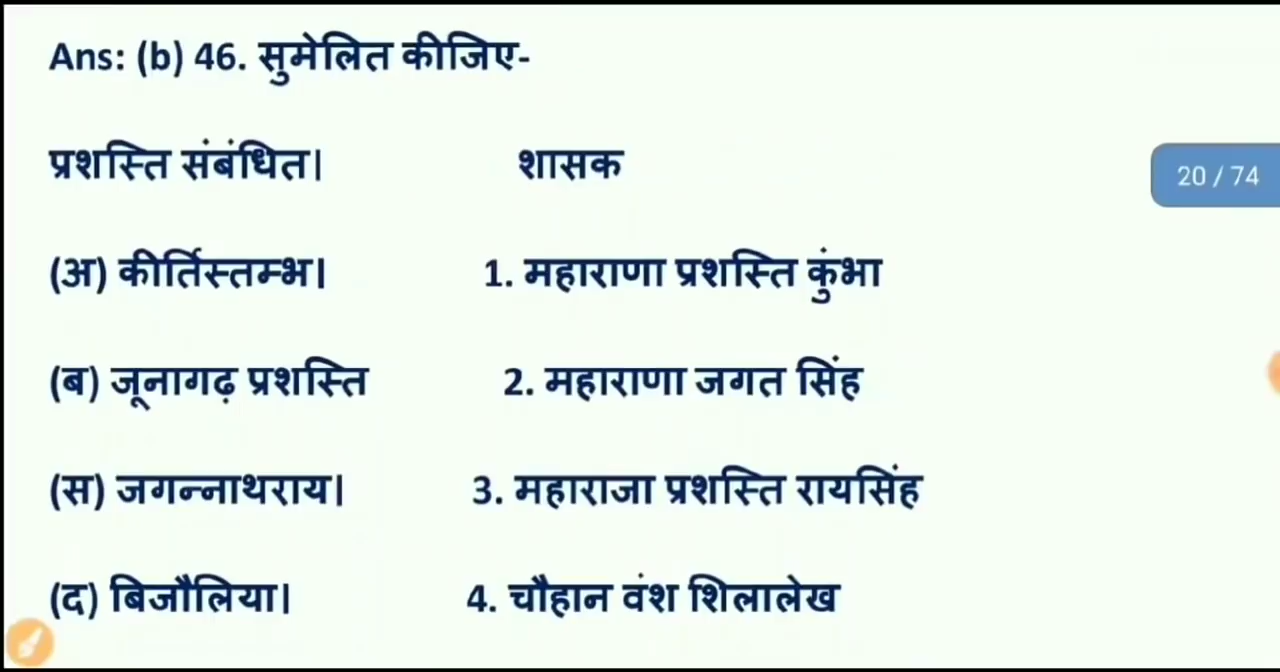 Ans: (b) 46. सुमेलित कीजिए-
प्रशस्ति संबंधित। शासक
20 / 74
(अ) कीर्तिस्तम्भ। 1. महाराणा प्रशस्ति कुंभा
(ब) जूनागढ़ प्रशस्ति 2. महाराणा जगत सिंह
(स) जगन्नाथराय। 3. महाराजा प्रशस्ति रायसिंह
(द) बिजौलिया। 4. चौहान वंश शिलालेख